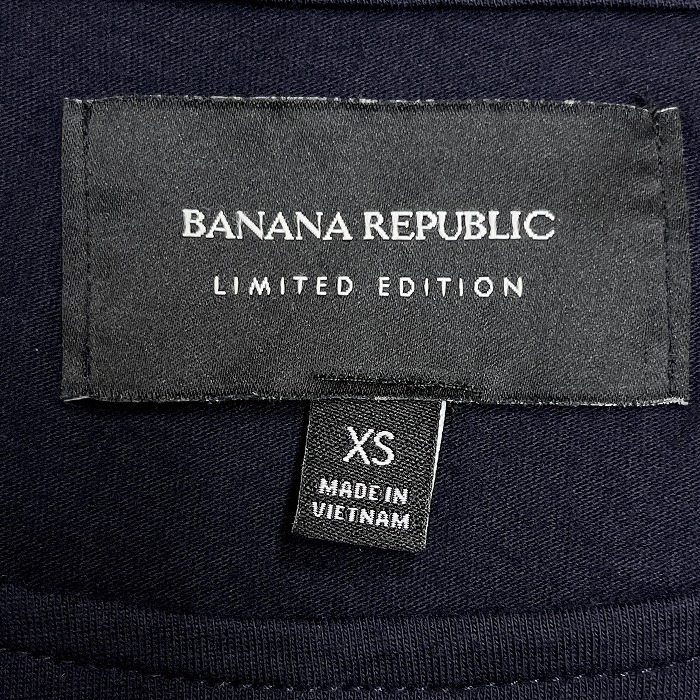 BANANA REPUBLIC
LIMITED EDITION
XS
MADE IN
VIETNAM